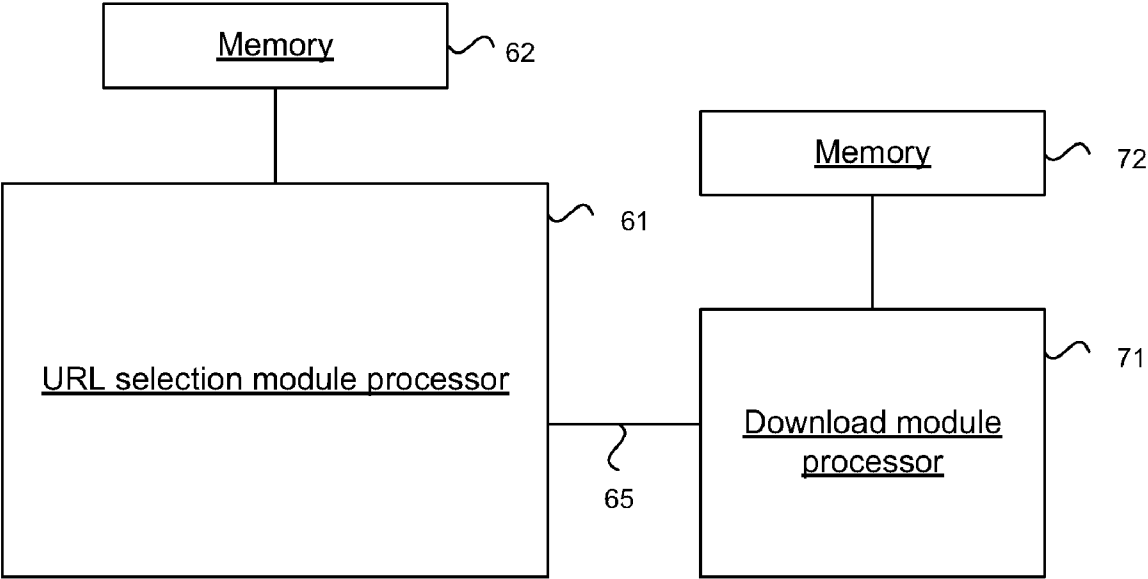 Memory
62
Memory
72
61
URL selection module processor
71
Download module
processor
65